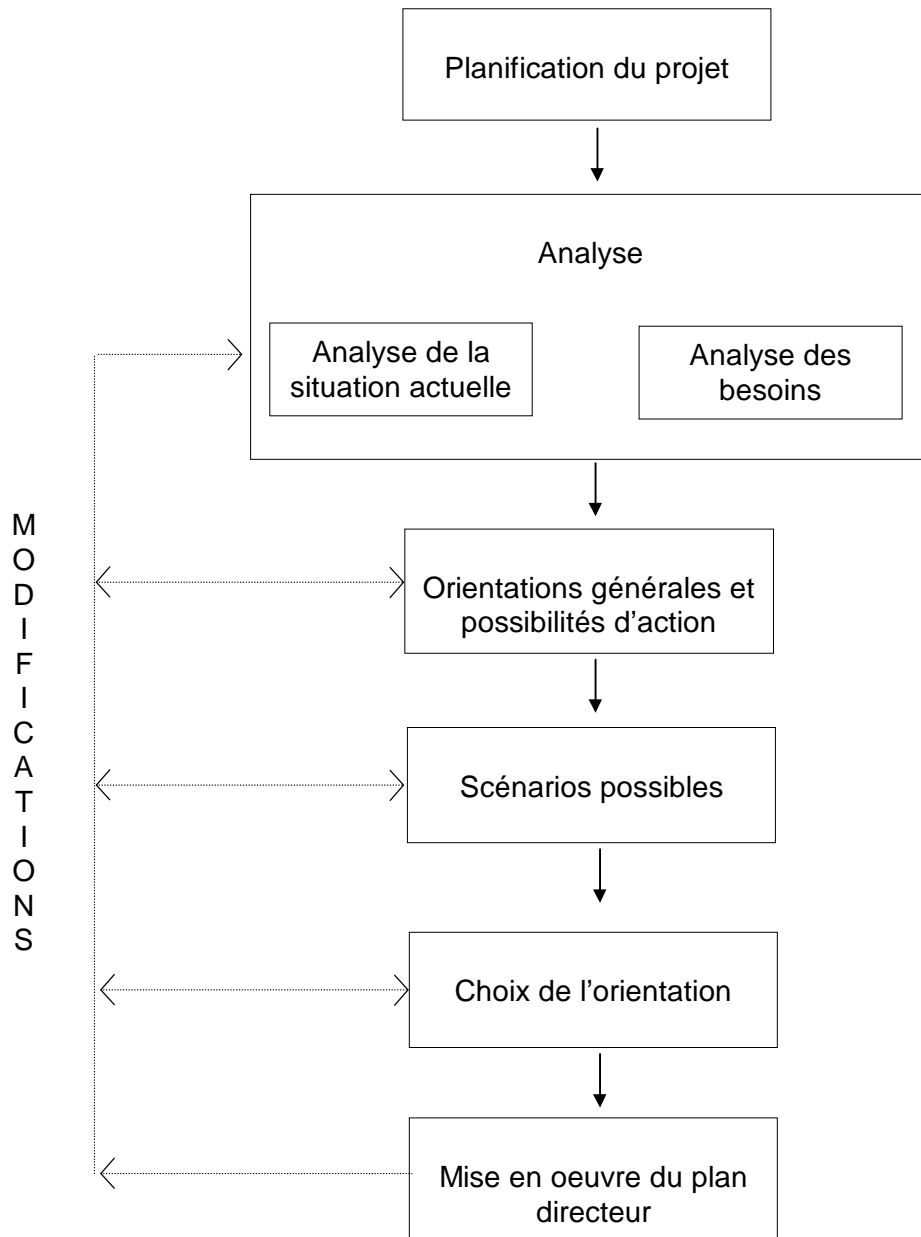 Planification du projet
Analyse
Analyse de la
situation actuelle
Analyse des
besoins
MODIFICATIONS
Orientations générales et
possibilités d’action
Scénarios possibles
Choix de l’orientation
Mise en oeuvre du plan
directeur